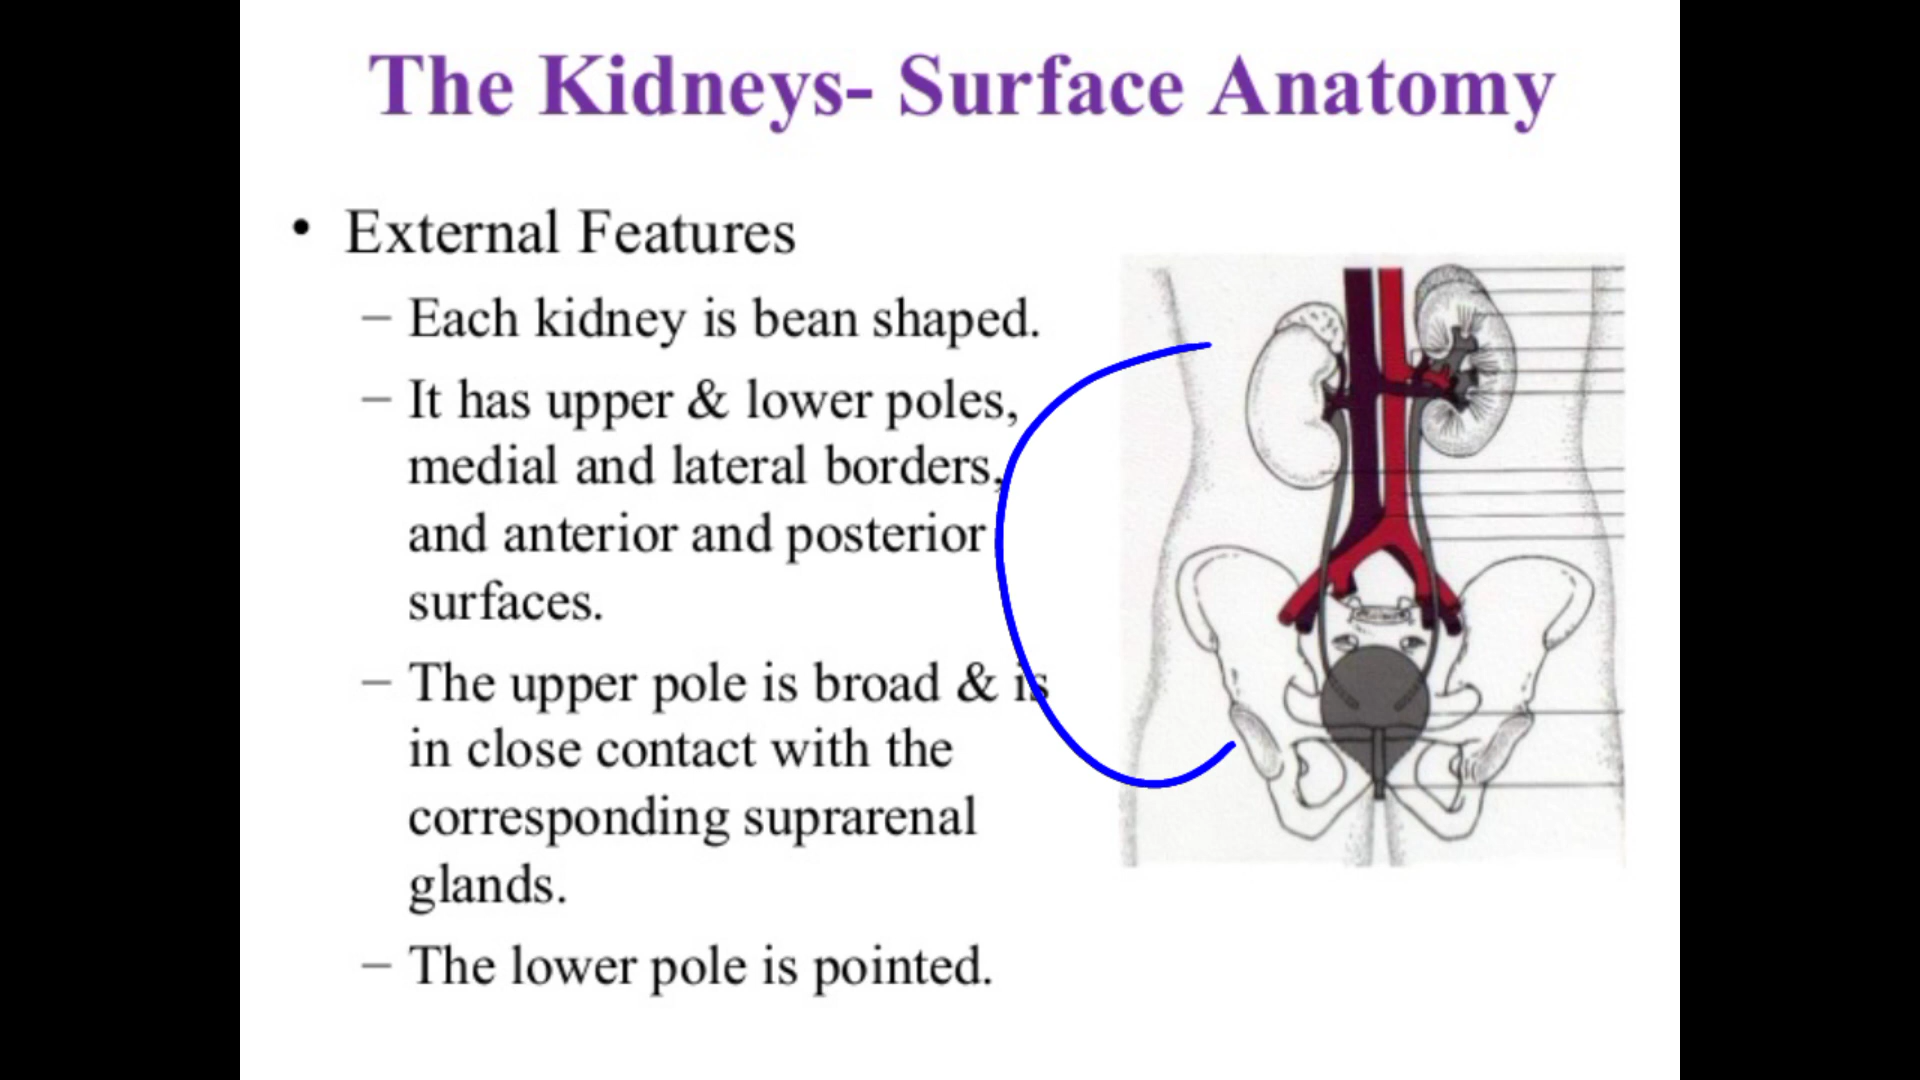 The Kidneys- Surface Anatomy
• External Features
– Each kidney is bean shaped.
– It has upper & lower poles,
medial and lateral borders,
and anterior and posterior
surfaces.
– The upper pole is broad & is
in close contact with the
corresponding suprarenal
glands.
– The lower pole is pointed.